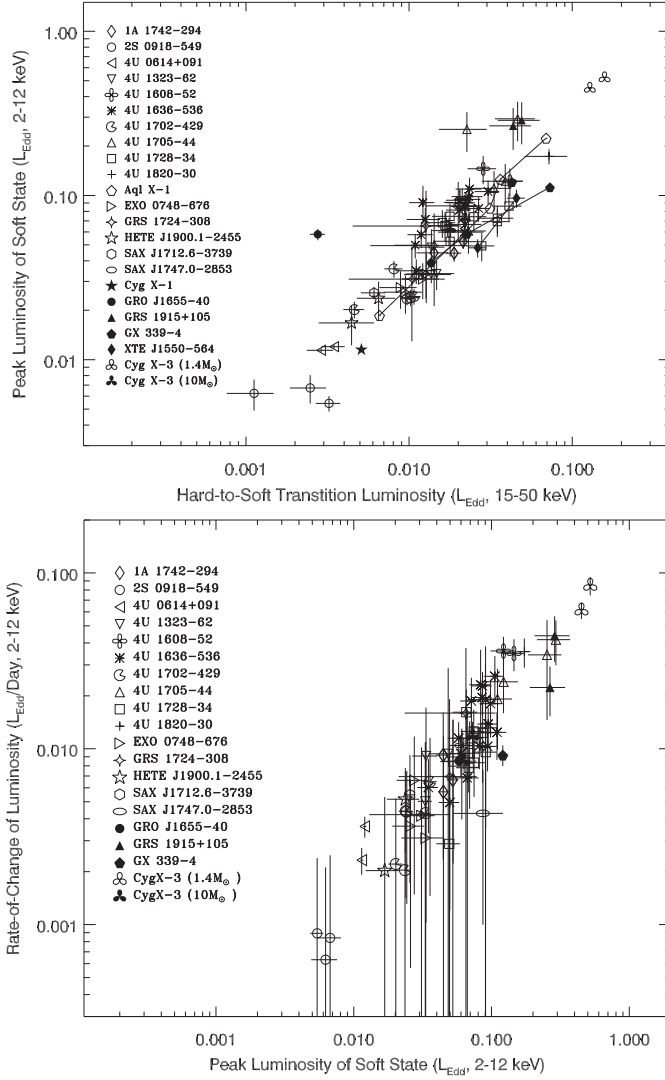 Peak Luminosity of Soft State (L_Edd, 2-12 keV)
1.00
0.10
0.01
1A 1742-294
2S 0918-549
4U 0614+091
4U 1323-62
4U 1608-52
4U 1636-536
4U 1702-429
4U 1705-44
4U 1728-34
4U 1820-30
Aql X-1
EXO 0748-676
GRS 1724-308
HETE J1900.1-2455
SAX J1712.6-3739
SAX J1747.0-2853
Cyg X-1
GRO J1655-40
GRS 1915+105
GX 339-4
XTE J1550-564
Cyg X-3 (1.4M⊙)
Cyg X-3 (10M⊙)
0.001 0.010 0.100
Hard-to-Soft Transition Luminosity (L_Edd, 15-50 keV)
Rate-of-Change of Luminosity (L_Edd/Day, 2-12 keV)
0.100
0.010
0.001
1A 1742-294
2S 0918-549
4U 0614+091
4U 1323-62
4U 1608-52
4U 1636-536
4U 1702-429
4U 1705-44
4U 1728-34
4U 1820-30
EXO 0748-676
GRS 1724-308
HETE J1900.1-2455
SAX J1712.6-3739
SAX J1747.0-2853
GRO J1655-40
GRS 1915+105
GX 339-4
CygX-3 (1.4M⊙ )
CygX-3 (10M⊙ )
0.001 0.010 0.100 1.000
Peak Luminosity of Soft State (L_Edd, 2-12 keV)